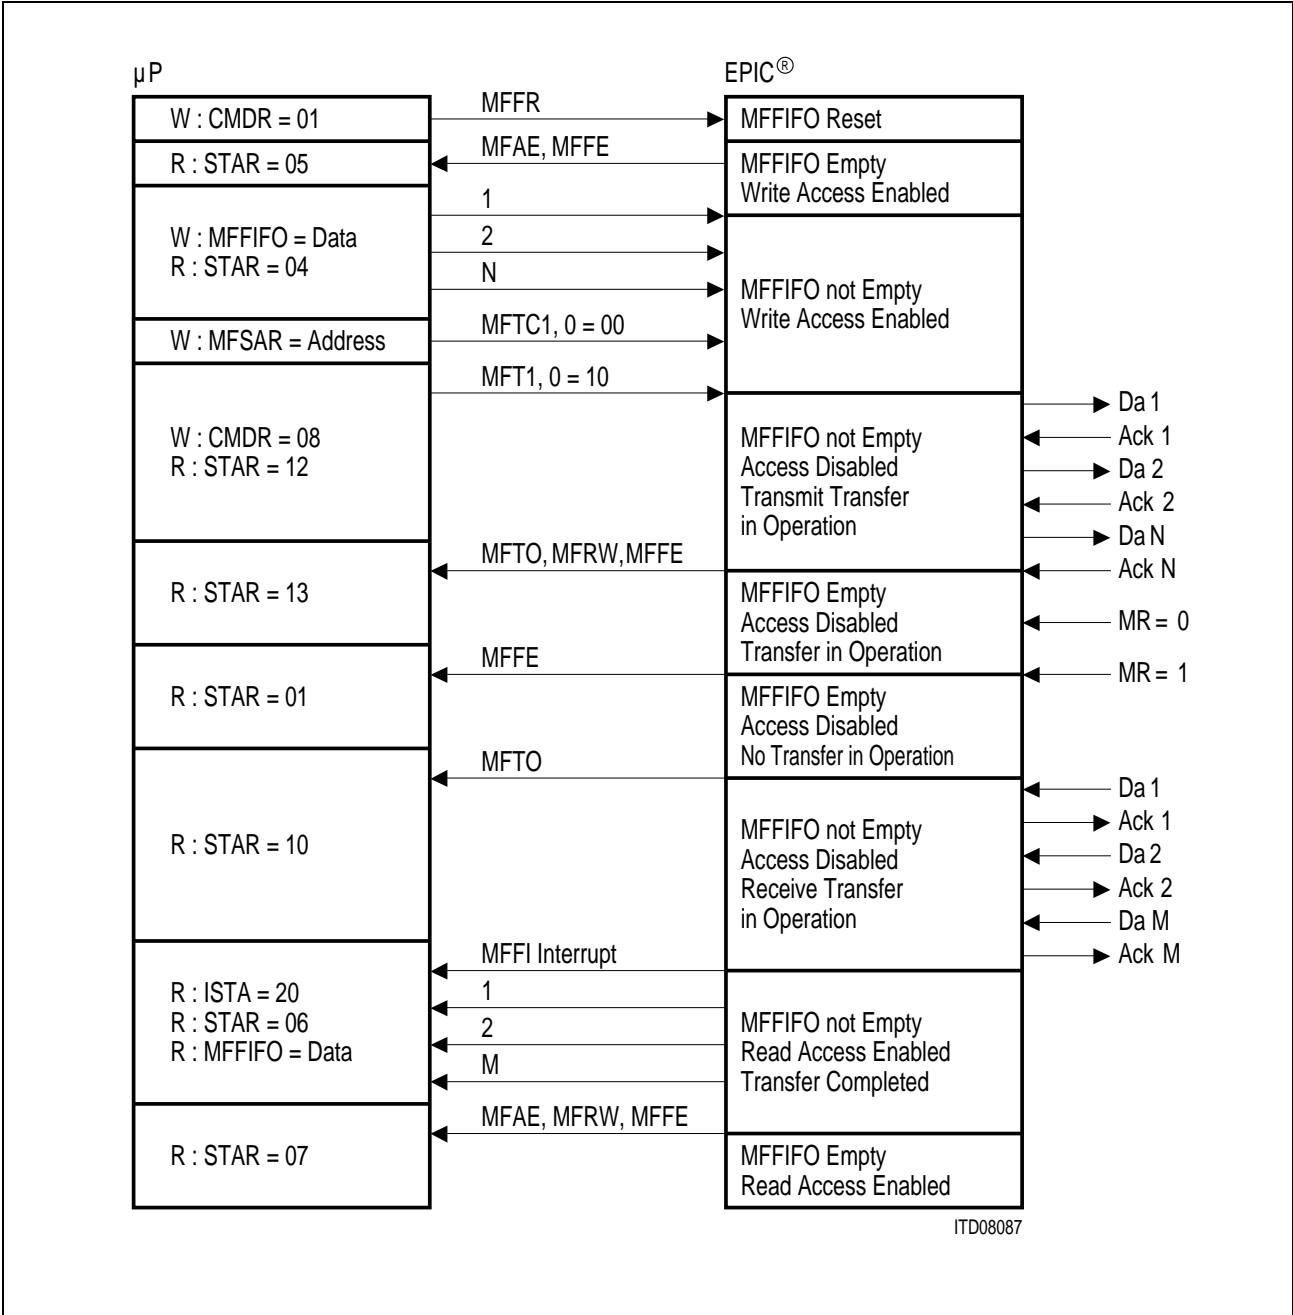 µP
EPIC®
W : CMDR = 01
MFFR
MFFIFO Reset
R : STAR = 05
MFAE, MFFE
MFFIFO Empty
Write Access Enabled
W : MFFIFO = Data
R : STAR = 04
1
2
N
MFFIFO not Empty
Write Access Enabled
W : MFSAR = Address
MFTC1, 0 = 00
MFT1, 0 = 10
W : CMDR = 08
R : STAR = 12
MFFIFO not Empty
Access Disabled
Transmit Transfer
in Operation
Da 1
Ack 1
Da 2
Ack 2
Da N
Ack N
R : STAR = 13
MFTO, MFRW,MFFE
MFFIFO Empty
Access Disabled
Transfer in Operation
MR = 0
MR = 1
R : STAR = 01
MFFE
MFFIFO Empty
Access Disabled
No Transfer in Operation
R : STAR = 10
MFTO
MFFIFO not Empty
Access Disabled
Receive Transfer
in Operation
Da 1
Ack 1
Da 2
Ack 2
Da M
Ack M
R : ISTA = 20
R : STAR = 06
R : MFFIFO = Data
MFFI Interrupt
1
2
M
MFFIFO not Empty
Read Access Enabled
Transfer Completed
R : STAR = 07
MFAE, MFRW, MFFE
MFFIFO Empty
Read Access Enabled
ITD08087